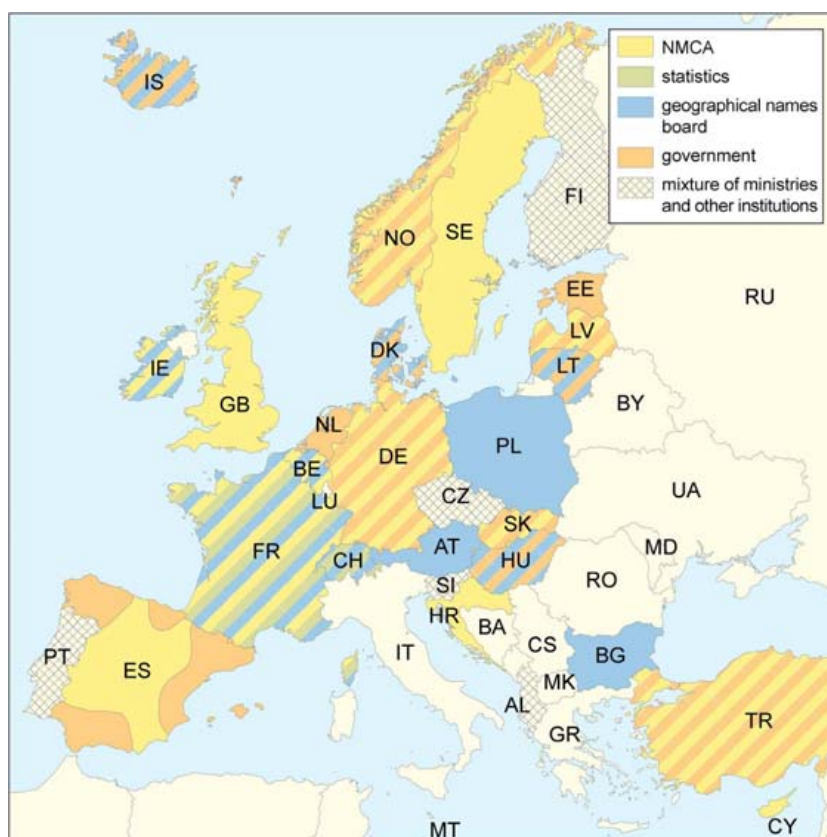 NMCA
statistics
geographical names
board
government
mixture of ministries
and other institutions
IS
FI
NO
SE
RU
EE
LV
DK
LT
IE
BY
GB
NL
PL
DE
BE
CZ
UA
LU
SK
FR
AT
MD
CH
HU
RO
SI
HR
BA
PT
IT
CS
BG
ES
MK
AL
TR
GR
MT
CY